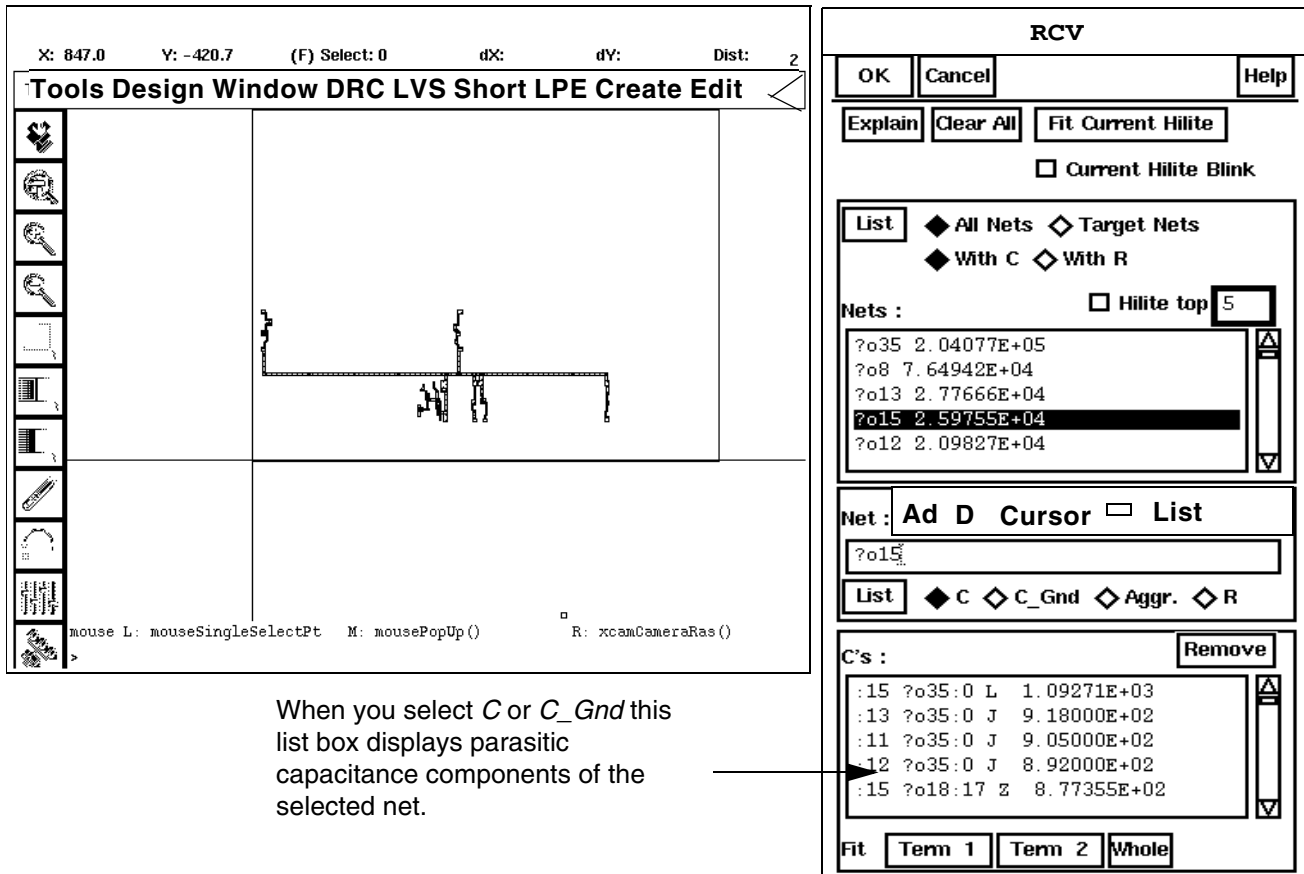 X: 847.0 Y: -420.7 (F) Select: 0 dX: dY: Dist: 2
Tools Design Window DRC LVS Short LPE Create Edit
mouse L: mouseSingleSelectPt M: mousePopUp() R: xcamCameraRas()
>
When you select C or C_Gnd this
list box displays parasitic
capacitance components of the
selected net.
RCV
OK Cancel Help
Explain Clear All Fit Current Hilite
Current Hilite Blink
List All Nets Target Nets
With C With R
Nets : Hilite top 5
?o35 2.04077E+05
?o8 7.64942E+04
?o13 2.77666E+04
?o15 2.59755E+04
?o12 2.09827E+04
Net : Ad D Cursor List
?o15
List C C_Gnd Aggr. R
C's : Remove
:15 ?o35:0 L 1.09271E+03
:13 ?o35:0 J 9.18000E+02
:11 ?o35:0 J 9.05000E+02
:12 ?o35:0 J 8.92000E+02
:15 ?o18:17 Z 8.77355E+02
Fit Term 1 Term 2 Whole